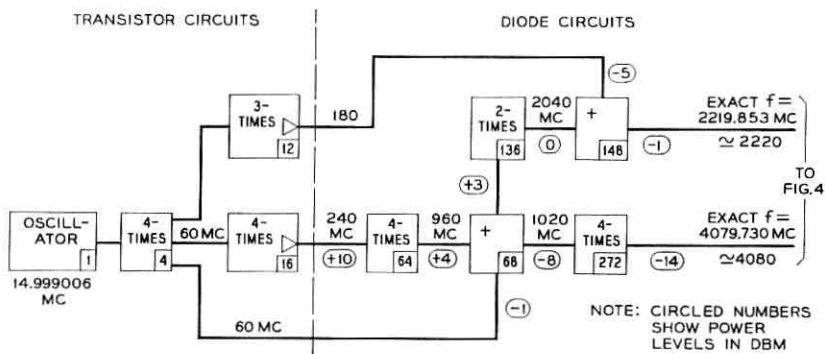 TRANSISTOR CIRCUITS
DIODE CIRCUITS
3-
TIMES
12
180
-5
2-
TIMES
136
2040
MC
0
+
148
-1
EXACT f =
2219.853 MC
≃ 2220
TO
FIG.4
+3
OSCILL-
ATOR
1
14.999006
MC
4-
TIMES
4
60 MC
4-
TIMES
16
240
MC
+10
4-
TIMES
64
960
MC
+4
+
68
1020
MC
-8
4-
TIMES
272
-14
EXACT f =
4079.730 MC
≃4080
-1
60 MC
NOTE: CIRCLED NUMBERS
SHOW POWER
LEVELS IN DBM